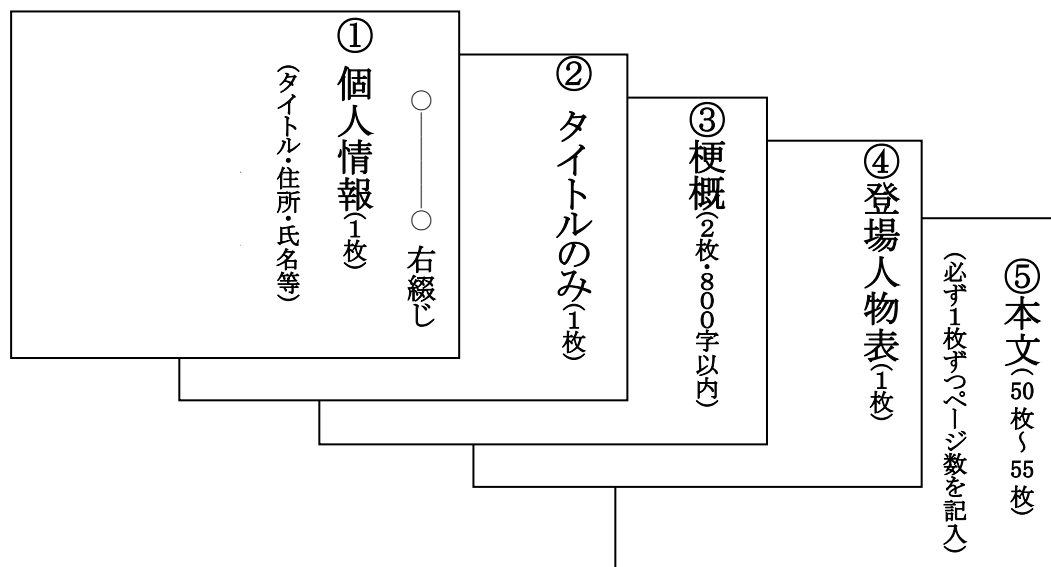 ①個人情報(1枚)
(タイトル・住所・氏名等)
○――○ 右綴じ
②タイトルのみ(1枚)
③梗概(2枚・800字以内)
④登場人物表(1枚)
⑤本文(50枚～55枚)
(必ず1枚ずつページ数を記入)